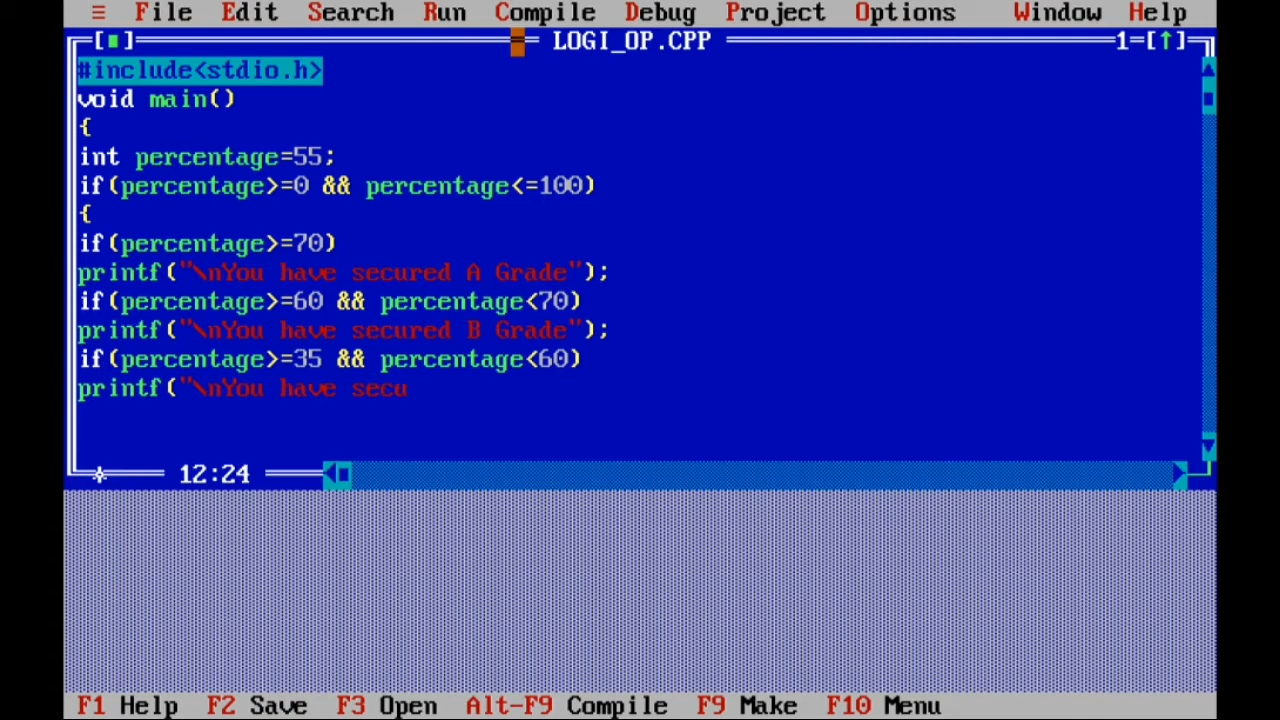 ≡ File Edit Search Run Compile Debug Project Options Window Help
[■] LOGI_OP.CPP 1=[↑]
#include<stdio.h>
void main()
{
int percentage=55;
if(percentage>=0 && percentage<=100)
{
if(percentage>=70)
printf("\nYou have secured A Grade");
if(percentage>=60 && percentage<70)
printf("\nYou have secured B Grade");
if(percentage>=35 && percentage<60)
printf("\nYou have secu
12:24
F1 Help F2 Save F3 Open Alt-F9 Compile F9 Make F10 Menu